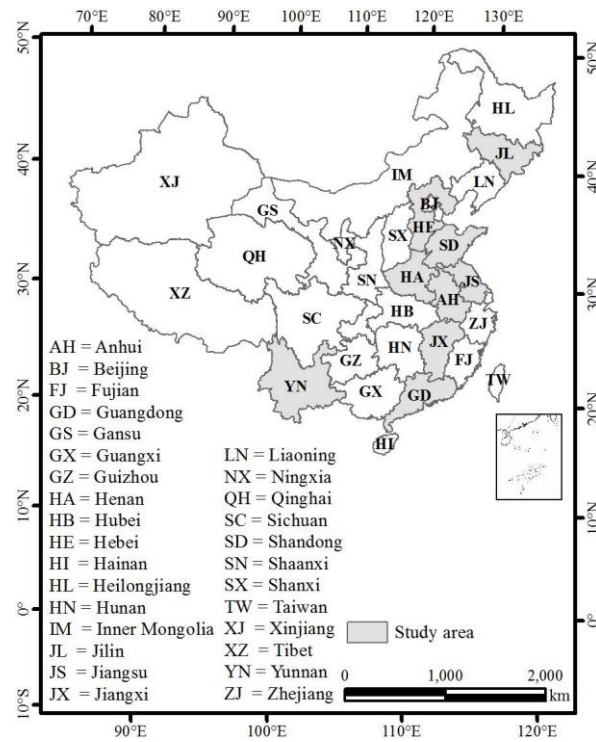 70°E 80°E 90°E 100°E 110°E 120°E 130°E
50°N
50°N
40°N
40°N
30°N
30°N
20°N
20°N
10°N
10°N
0°
0°
10°S
90°E 100°E 110°E 120°E
HL
JL
LN
IM
XJ
GS
BJ
HE
SX
NX
SD
QH
SN
HA
JS
AH
XZ
SC
HB
ZJ
HN
JX
FJ
GZ
YN
GX
GD
TW
HI
AH = Anhui
BJ = Beijing
FJ = Fujian
GD = Guangdong
GS = Gansu
GX = Guangxi
GZ = Guizhou
HA = Henan
HB = Hubei
HE = Hebei
HI = Hainan
HL = Heilongjiang
HN = Hunan
IM = Inner Mongolia
JL = Jilin
JS = Jiangsu
JX = Jiangxi
LN = Liaoning
NX = Ningxia
QH = Qinghai
SC = Sichuan
SD = Shandong
SN = Shaanxi
SX = Shanxi
TW = Taiwan
XJ = Xinjiang
XZ = Tibet
YN = Yunnan
ZJ = Zhejiang
Study area
0 1,000 2,000
km